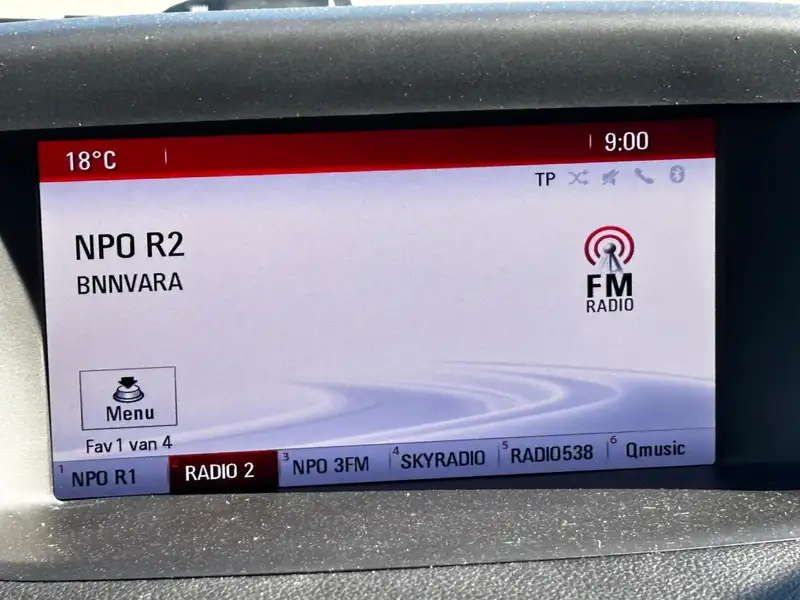 18°C 9:00
TP
NPO R2
BNNVARA
FM
RADIO
Menu
Fav 1 van 4
1 NPO R1 2 RADIO 2 3 NPO 3FM 4 SKYRADIO 5 RADIO538 6 Qmusic